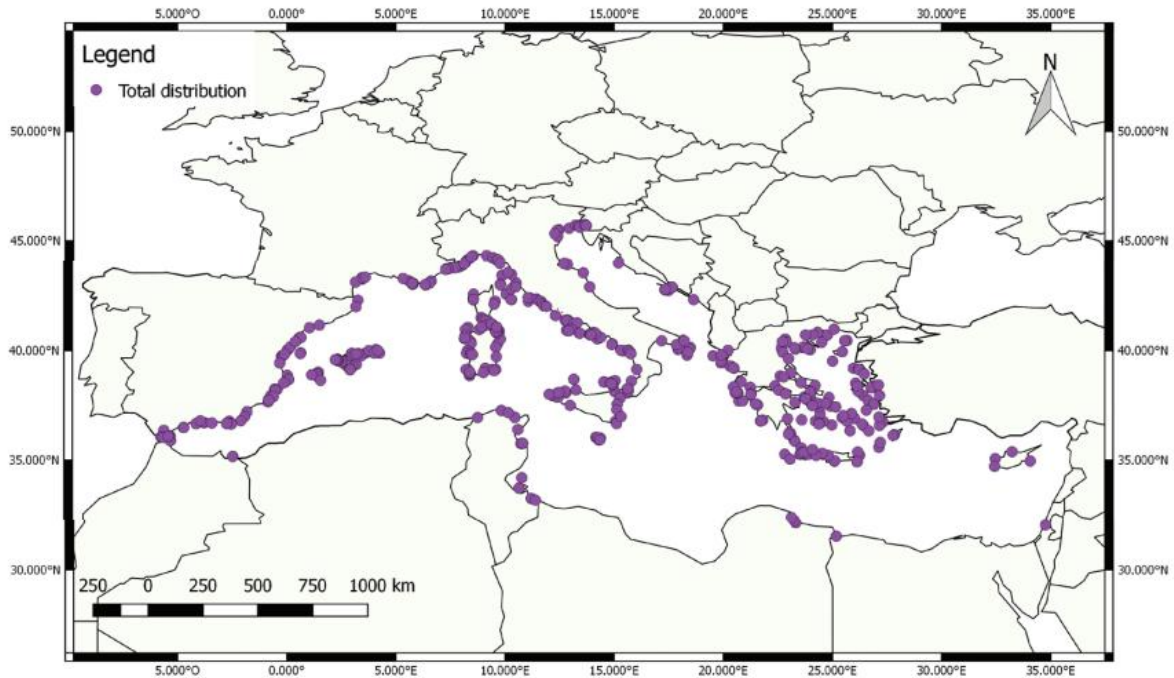 5.000°O 0.000°E 5.000°E 10.000°E 15.000°E 20.000°E 25.000°E 30.000°E 35.000°E
Legend
Total distribution
N
50.000°N 50.000°N
45.000°N 45.000°N
40.000°N 40.000°N
35.000°N 35.000°N
30.000°N 30.000°N
250 0 250 500 750 1000 km
5.000°O 0.000°E 5.000°E 10.000°E 15.000°E 20.000°E 25.000°E 30.000°E 35.000°E